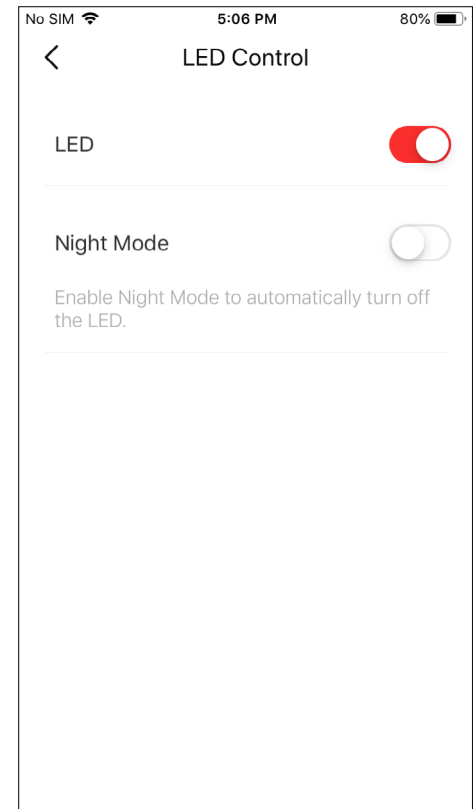 No SIM 5:06 PM 80%
LED Control
LED
Night Mode
Enable Night Mode to automatically turn off
the LED.